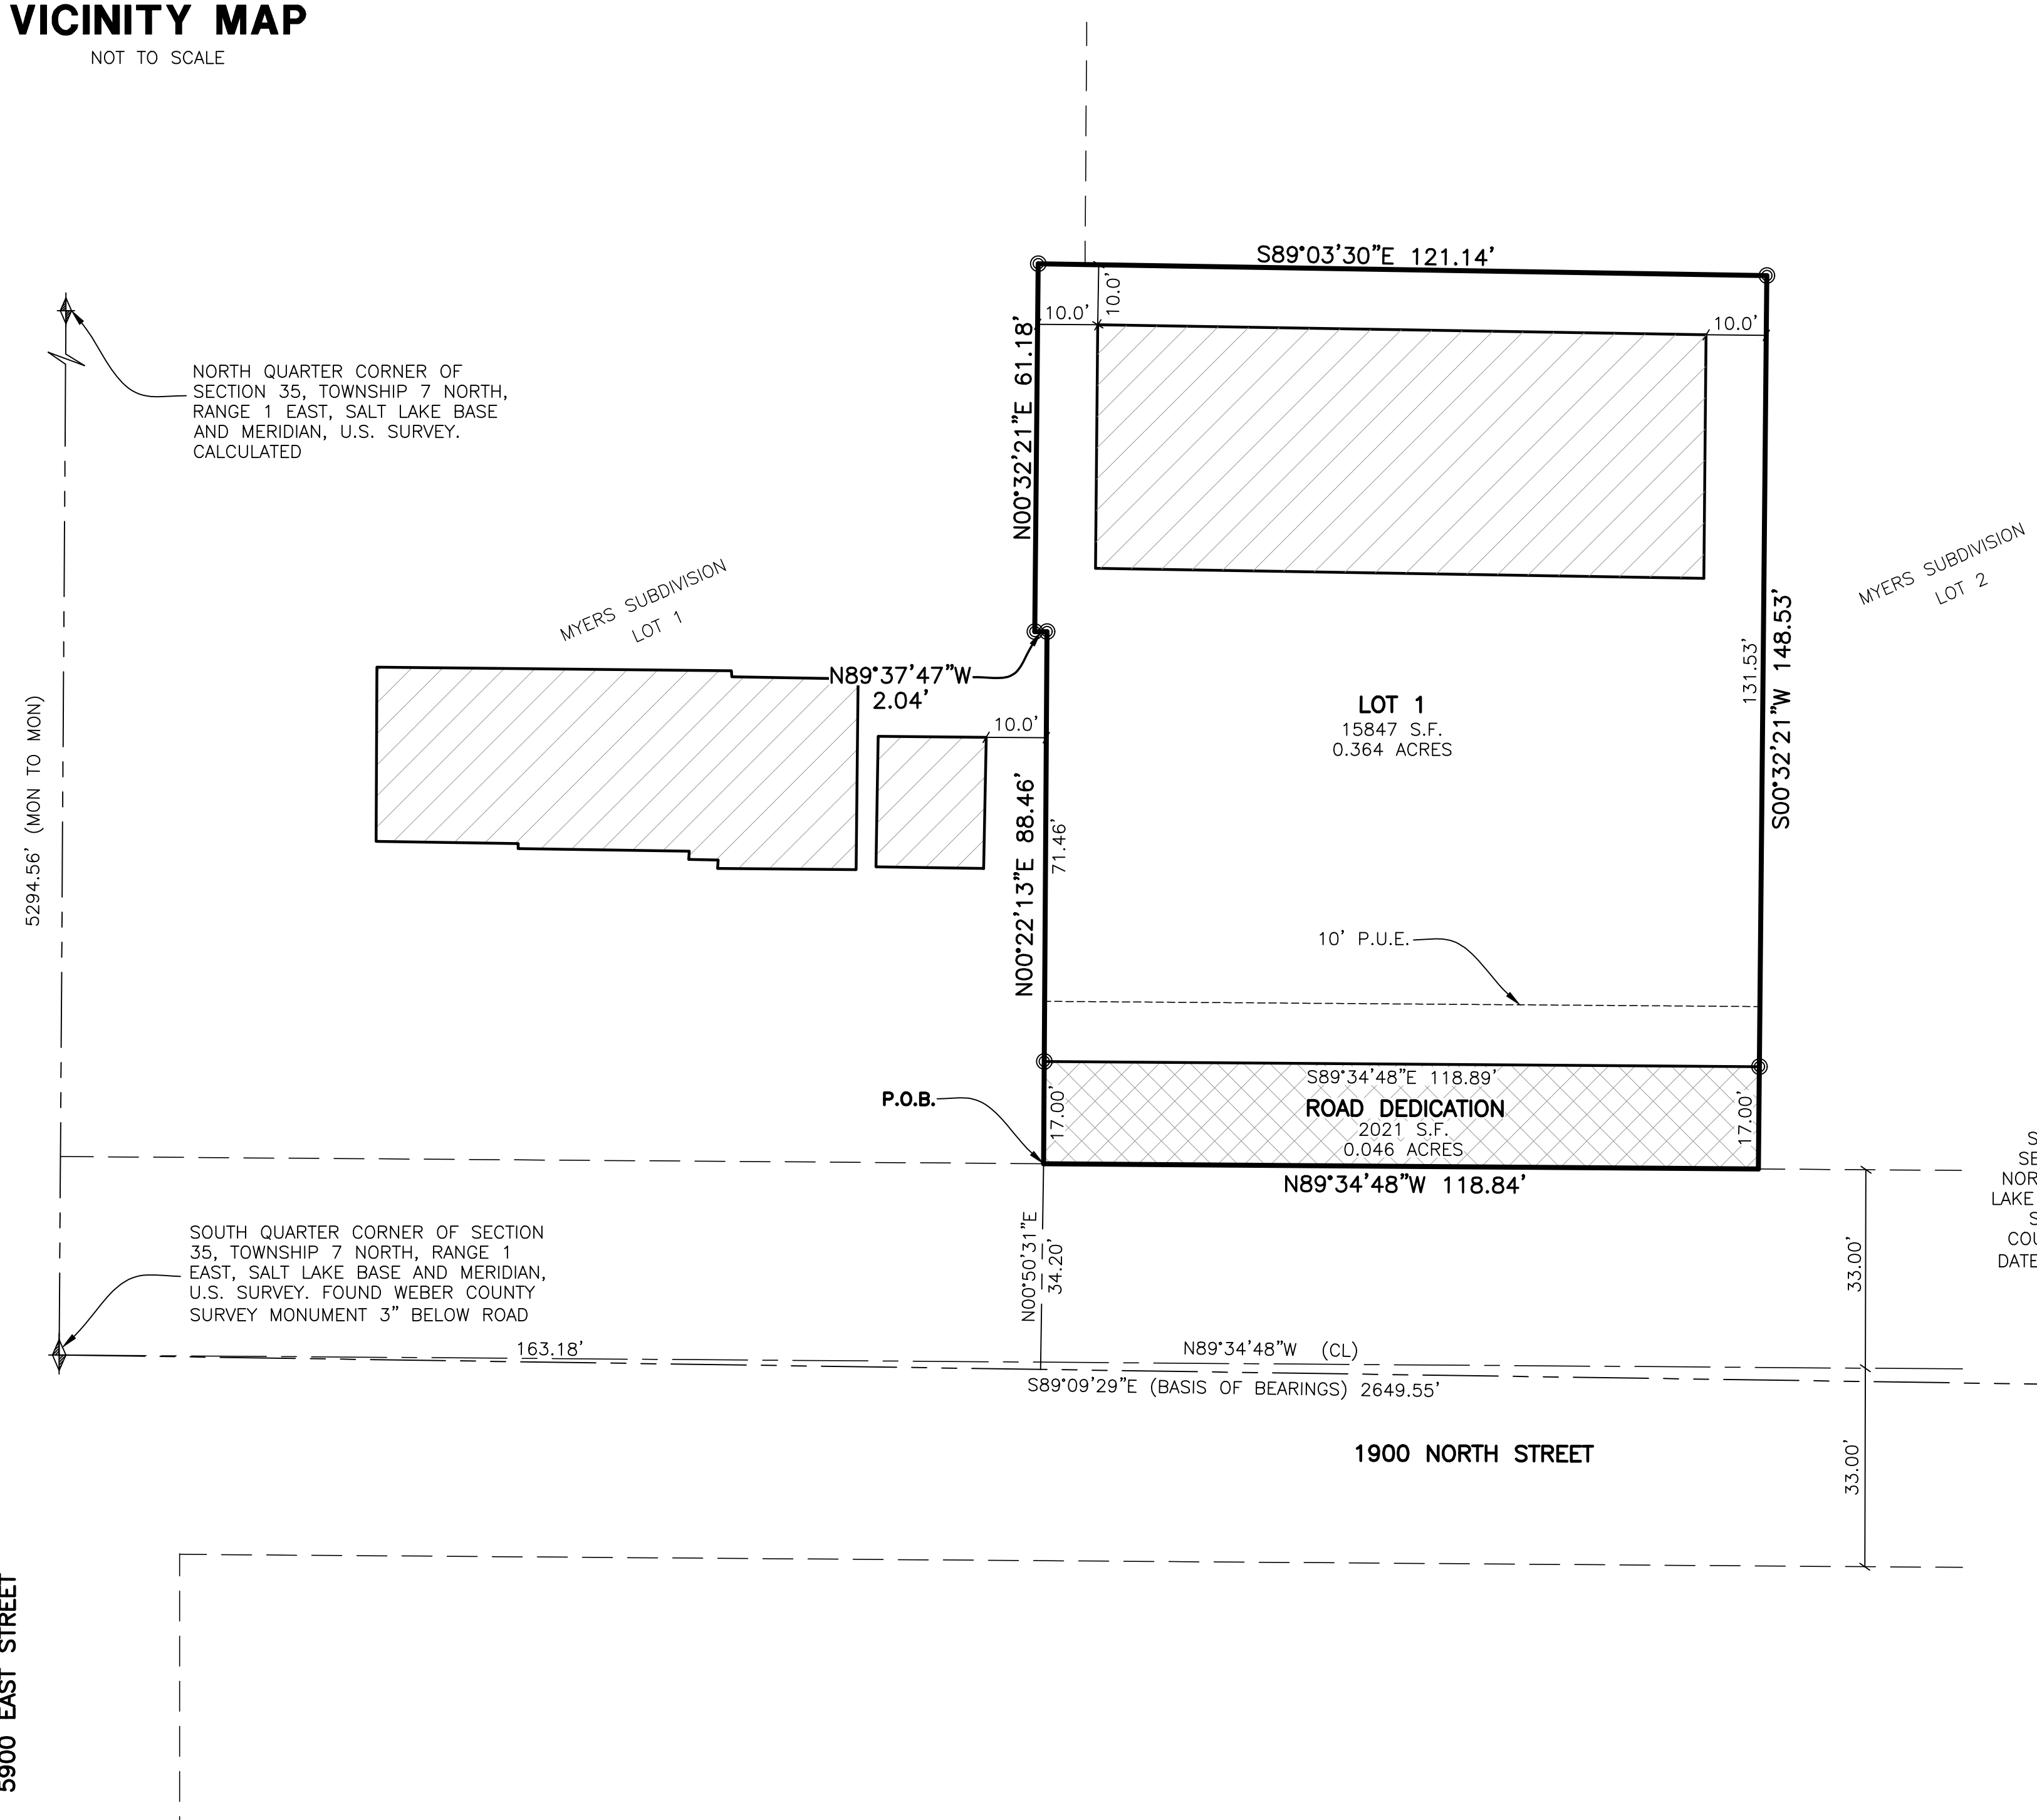 VICINITY MAP
NOT TO SCALE
S89°03'30"E 121.14'
10.0'
10.0'
10.0'
N00°32'21"E 61.18'
NORTH QUARTER CORNER OF
SECTION 35, TOWNSHIP 7 NORTH,
RANGE 1 EAST, SALT LAKE BASE
AND MERIDIAN, U.S. SURVEY.
CALCULATED
MYERS SUBDIVISION
LOT 1
MYERS SUBDIVISION
LOT 2
N89°37'47"W
2.04'
10.0'
LOT 1
15847 S.F.
0.364 ACRES
131.53'
S00°32'21"W 148.53'
5294.56' (MON TO MON)
N00°22'13"E 88.46'
71.46'
10' P.U.E.
S89°34'48"E 118.89'
P.O.B.
17.00'
ROAD DEDICATION
2021 S.F.
0.046 ACRES
17.00'
N89°34'48"W 118.84'
SOUTH QUARTER CORNER OF SECTION
35, TOWNSHIP 7 NORTH, RANGE 1
EAST, SALT LAKE BASE AND MERIDIAN,
U.S. SURVEY. FOUND WEBER COUNTY
SURVEY MONUMENT 3" BELOW ROAD
N00°50'31"E
34.20'
33.00'
LAKE
DATE
163.18'
N89°34'48"W (CL)
S89°09'29"E (BASIS OF BEARINGS) 2649.55'
1900 NORTH STREET
33.00'
5900 EAST STREET